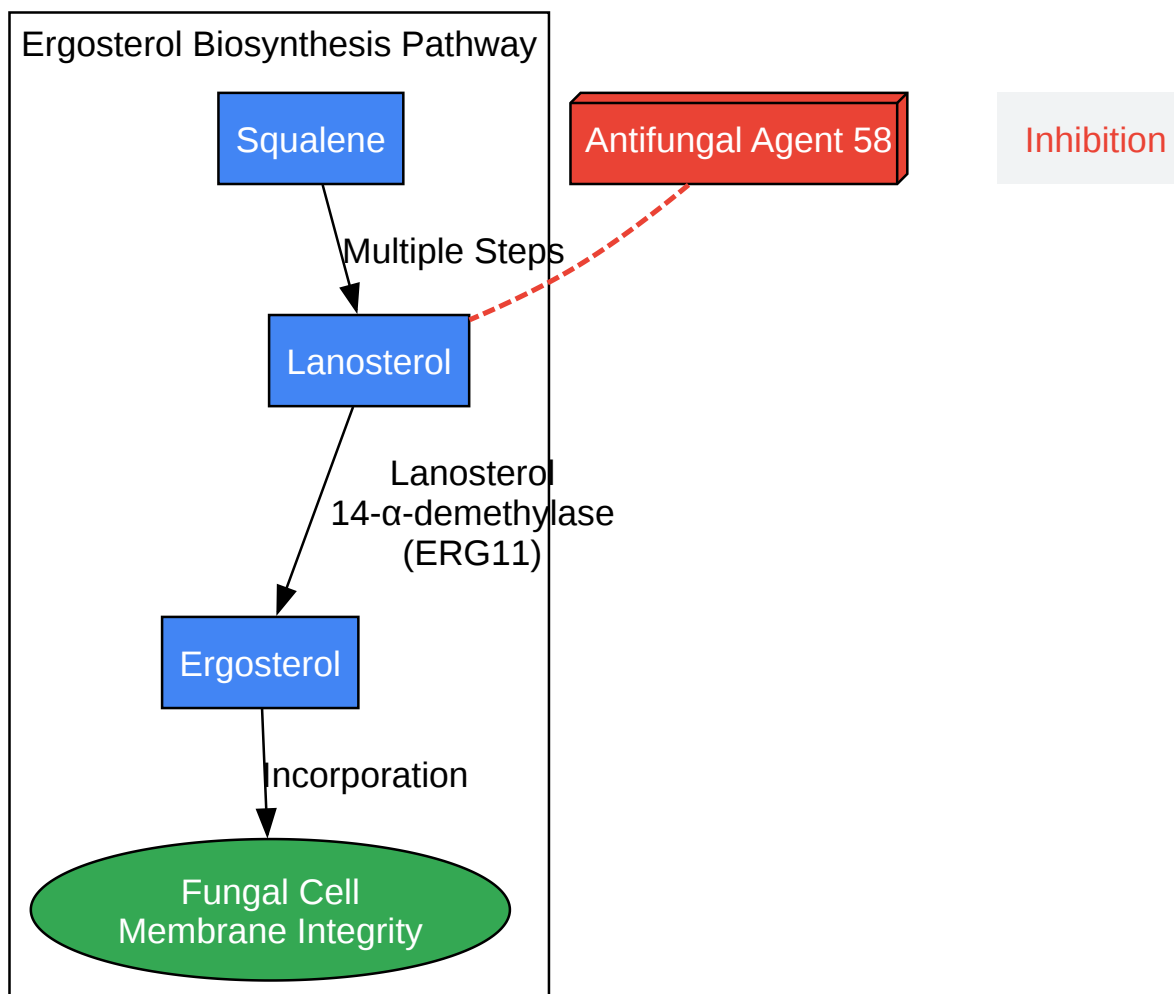 Ergosterol Biosynthesis Pathway
Squalene
Antifungal Agent 58
Inhibition
Multiple Steps
Lanosterol
Lanosterol
14-α-demethylase
(ERG11)
Ergosterol
Incorporation
Fungal Cell
Membrane Integrity